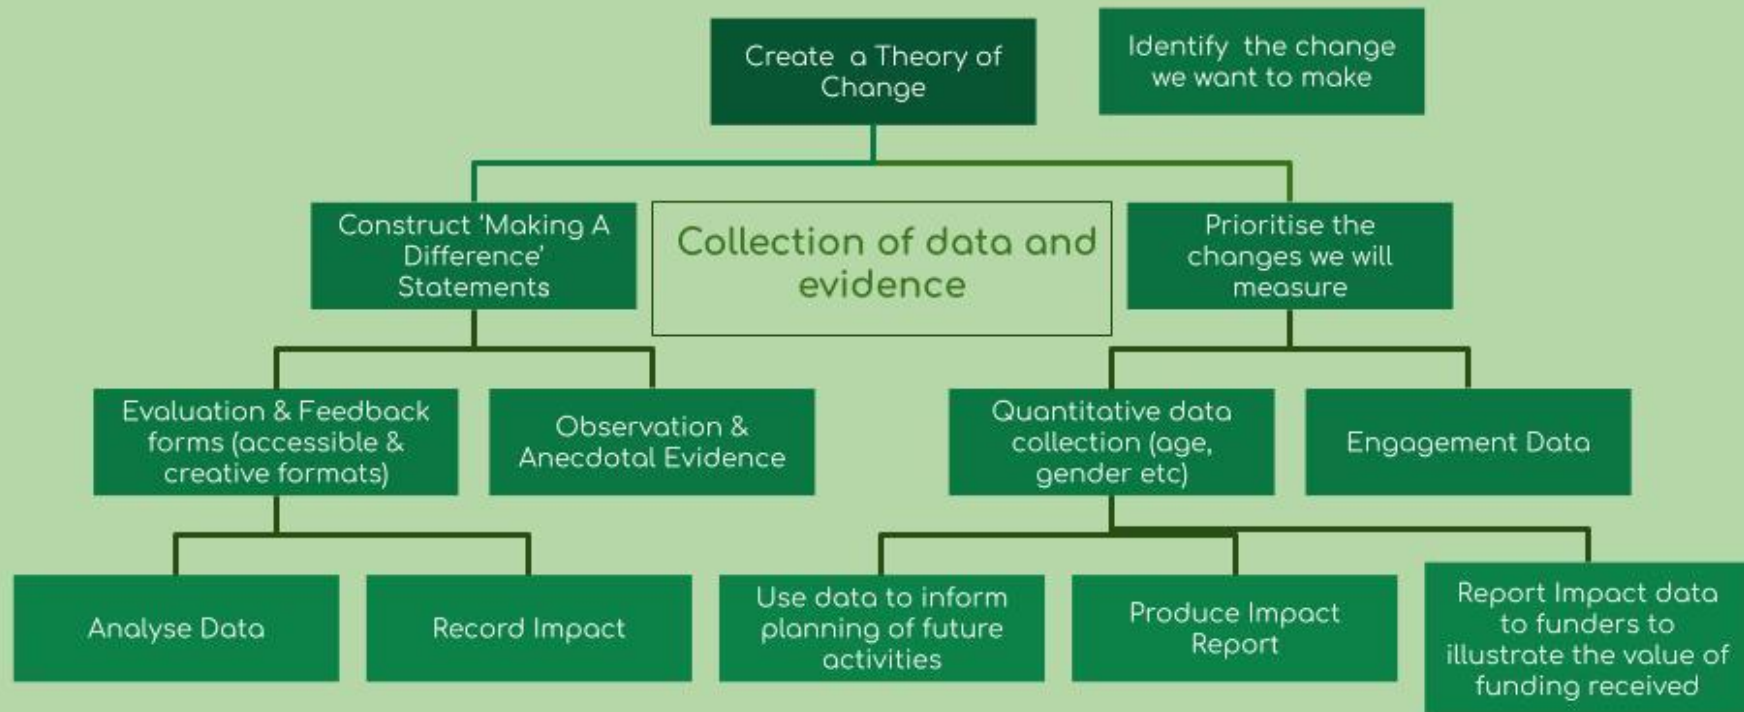 Create a Theory of
Change
Identify the change
we want to make
Construct ‘Making A
Difference’
Statements
Collection of data and
evidence
Prioritise the
changes we will
measure
Evaluation & Feedback
forms (accessible &
creative formats)
Observation &
Anecdotal Evidence
Quantitative data
collection (age,
gender etc)
Engagement Data
Analyse Data
Record Impact
Use data to inform
planning of future
activities
Produce Impact
Report
Report Impact data
to funders to
illustrate the value of
funding received